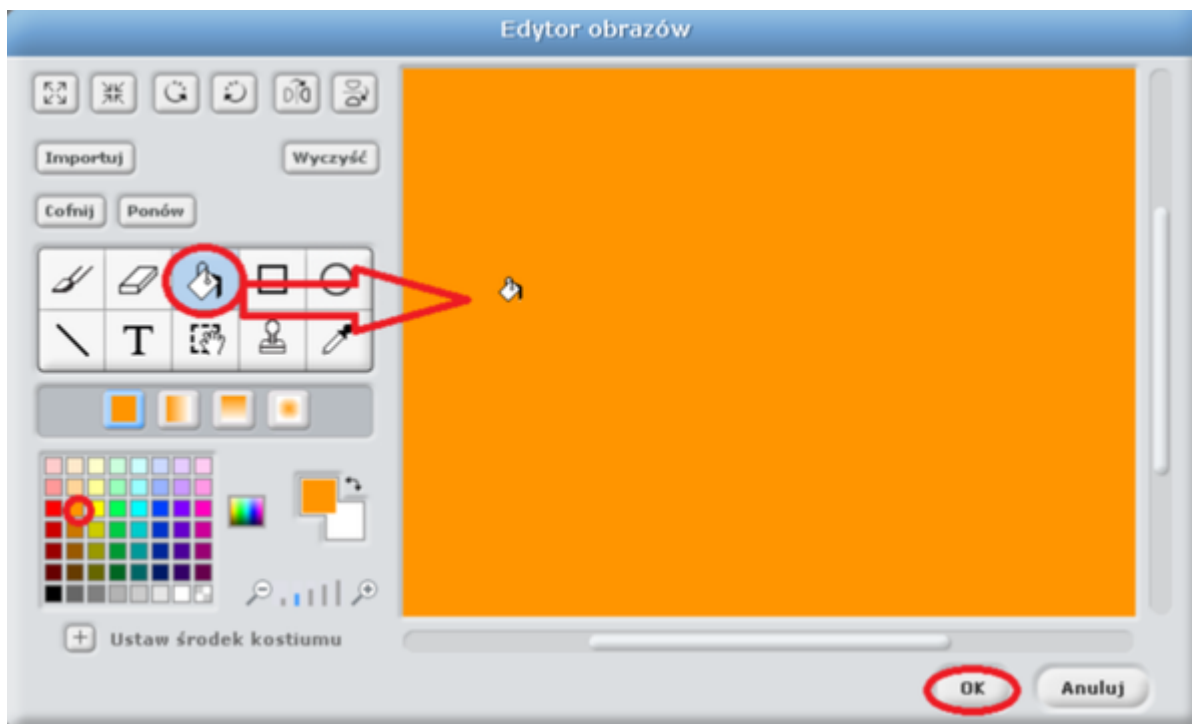 Edytor obrazów
Importuj Wyczyść
Cofnij Ponów
T
Ustaw środek kostiumu
OK Anuluj